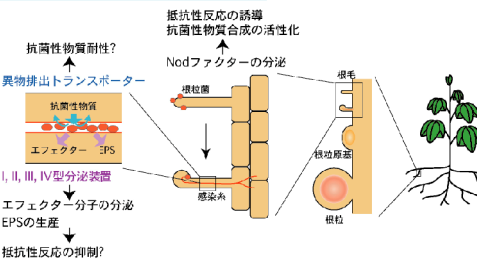 抵抗性反応の誘導
抗菌性物質合成の活性化
抗菌性物質耐性?
Nodファクターの分泌
異物排出トランスポーター
根粒菌
根毛
抗菌性物質
エフェクター EPS
根粒原基
I, II, III, IV型分泌装置
感染糸
エフェクター分子の分泌
EPSの生産
根粒
抵抗性反応の抑制?